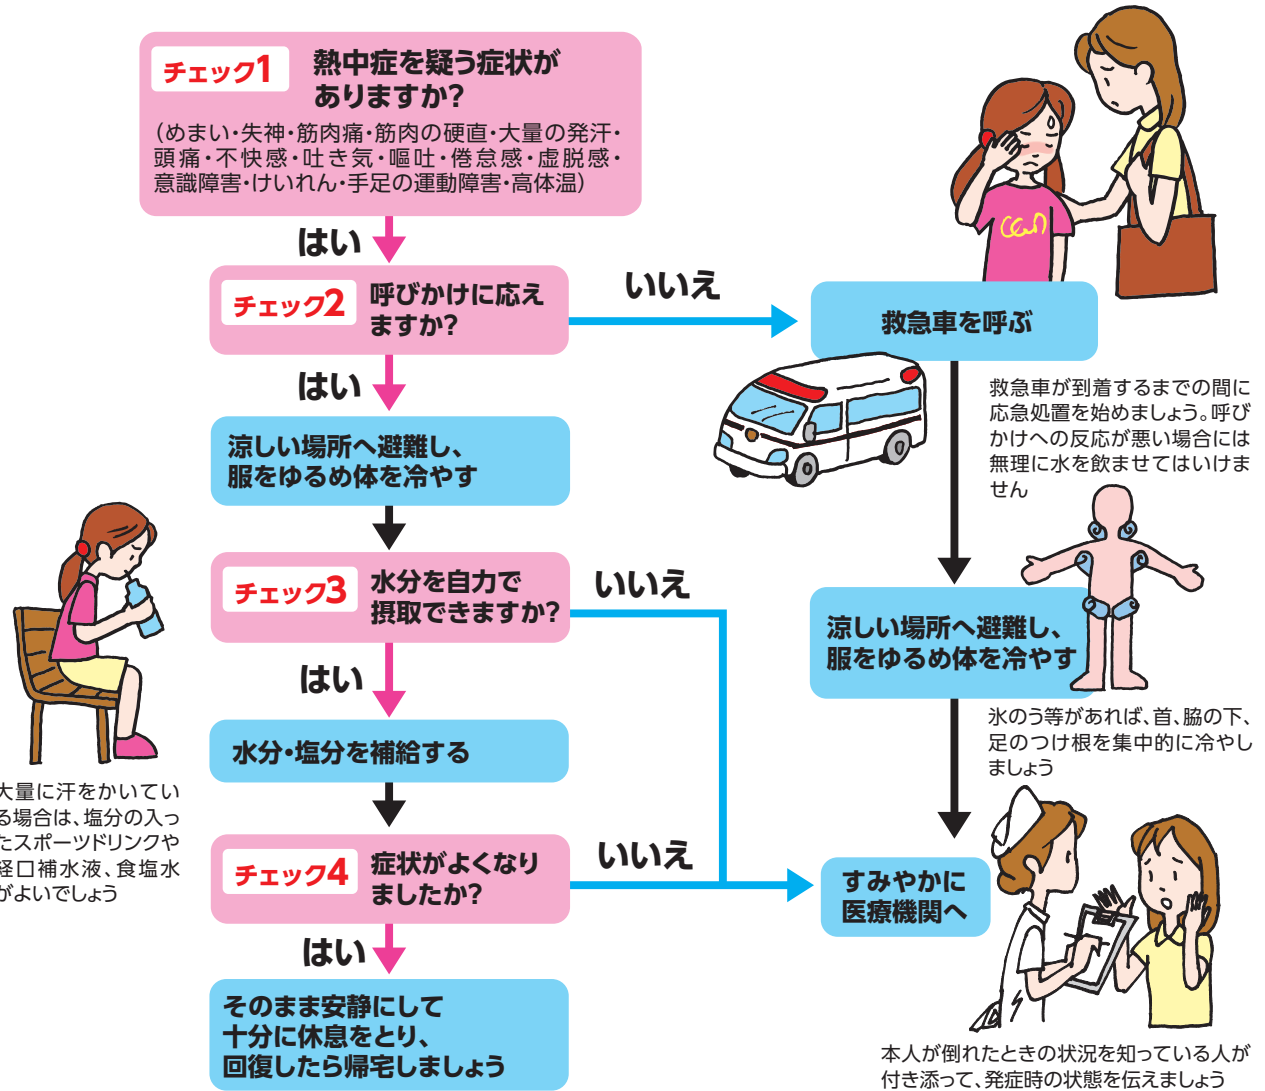 チェック1 熱中症を疑う症状が
ありますか?
(めまい・失神・筋肉痛・筋肉の硬直・大量の発汗・
頭痛・不快感・吐き気・嘔吐・倦怠感・虚脱感・
意識障害・けいれん・手足の運動障害・高体温)
はい
チェック2 呼びかけに応え
ますか?
いいえ
救急車を呼ぶ
救急車が到着するまでの間に
応急処置を始めましょう。呼び
かけへの反応が悪い場合には
無理に水を飲ませてはいけま
せん
はい
涼しい場所へ避難し、
服をゆるめ体を冷やす
チェック3 水分を自力で
摂取できますか?
いいえ
涼しい場所へ避難し、
服をゆるめ体を冷やす
氷のう等があれば、首、脇の下、
足のつけ根を集中的に冷やし
ましょう
はい
水分・塩分を補給する
大量に汗をかいてい
る場合は、塩分の入っ
たスポーツドリンクや
経口補水液、食塩水
がよいでしょう
チェック4 症状がよくなり
ましたか?
いいえ
すみやかに
医療機関へ
はい
そのまま安静にして
十分に休息をとり、
回復したら帰宅しましょう
本人が倒れたときの状況を知っている人が
付き添って、発症時の状態を伝えましょう